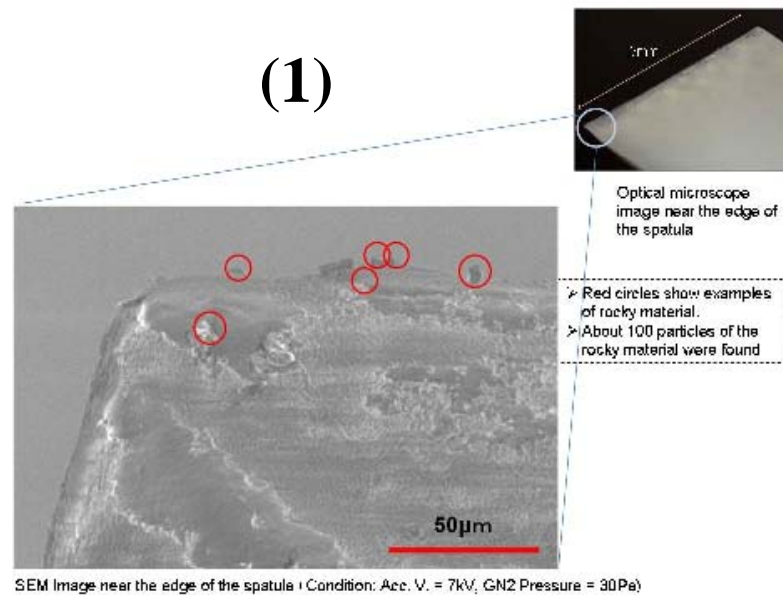 (1)
Optical microscope
image near the edge of
the spatula
➢ Red circles show examples
of rocky material.
➢ About 100 particles of the
rocky material were found
50μm
SEM Image near the edge of the spatula (Condition: Acc. V. = 7kV, GN2 Pressure = 30Pa)